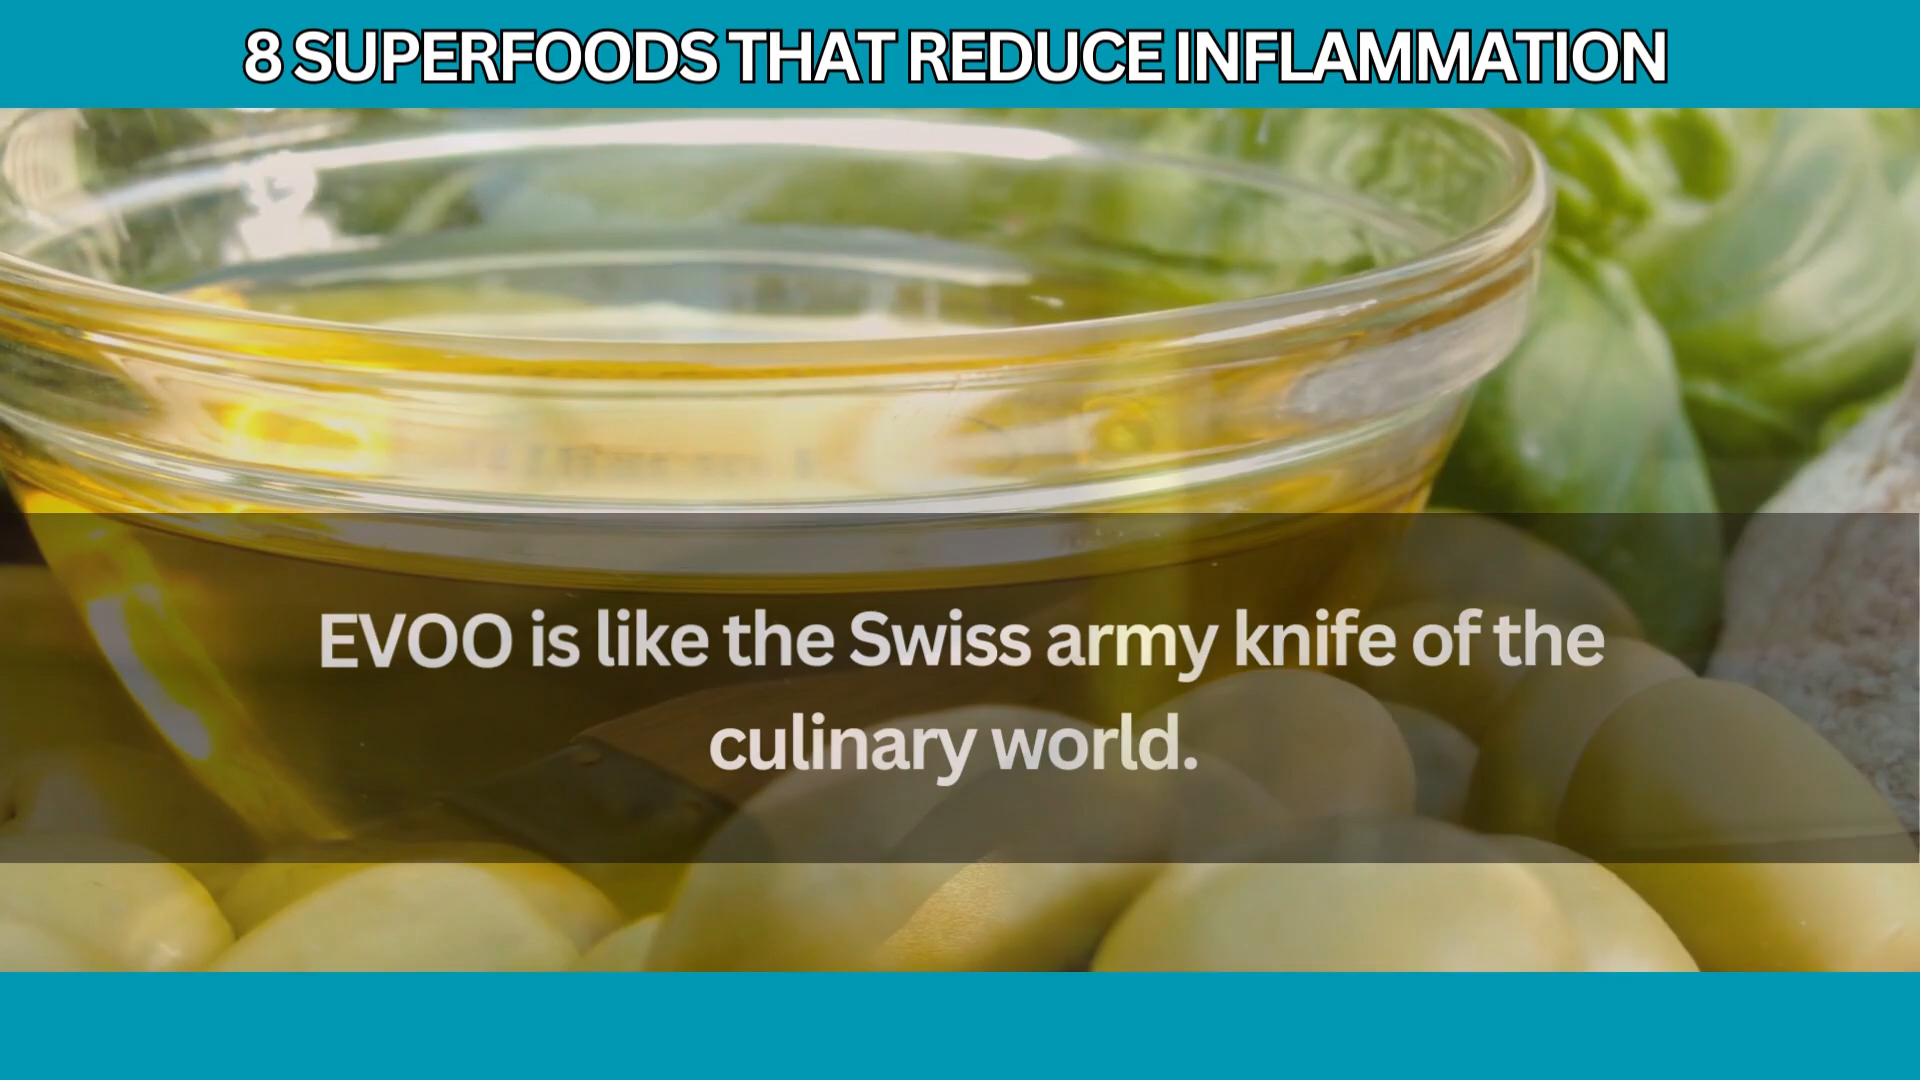 8 SUPERFOODS THAT REDUCE INFLAMMATION
EVOO is like the Swiss army knife of the
culinary world.